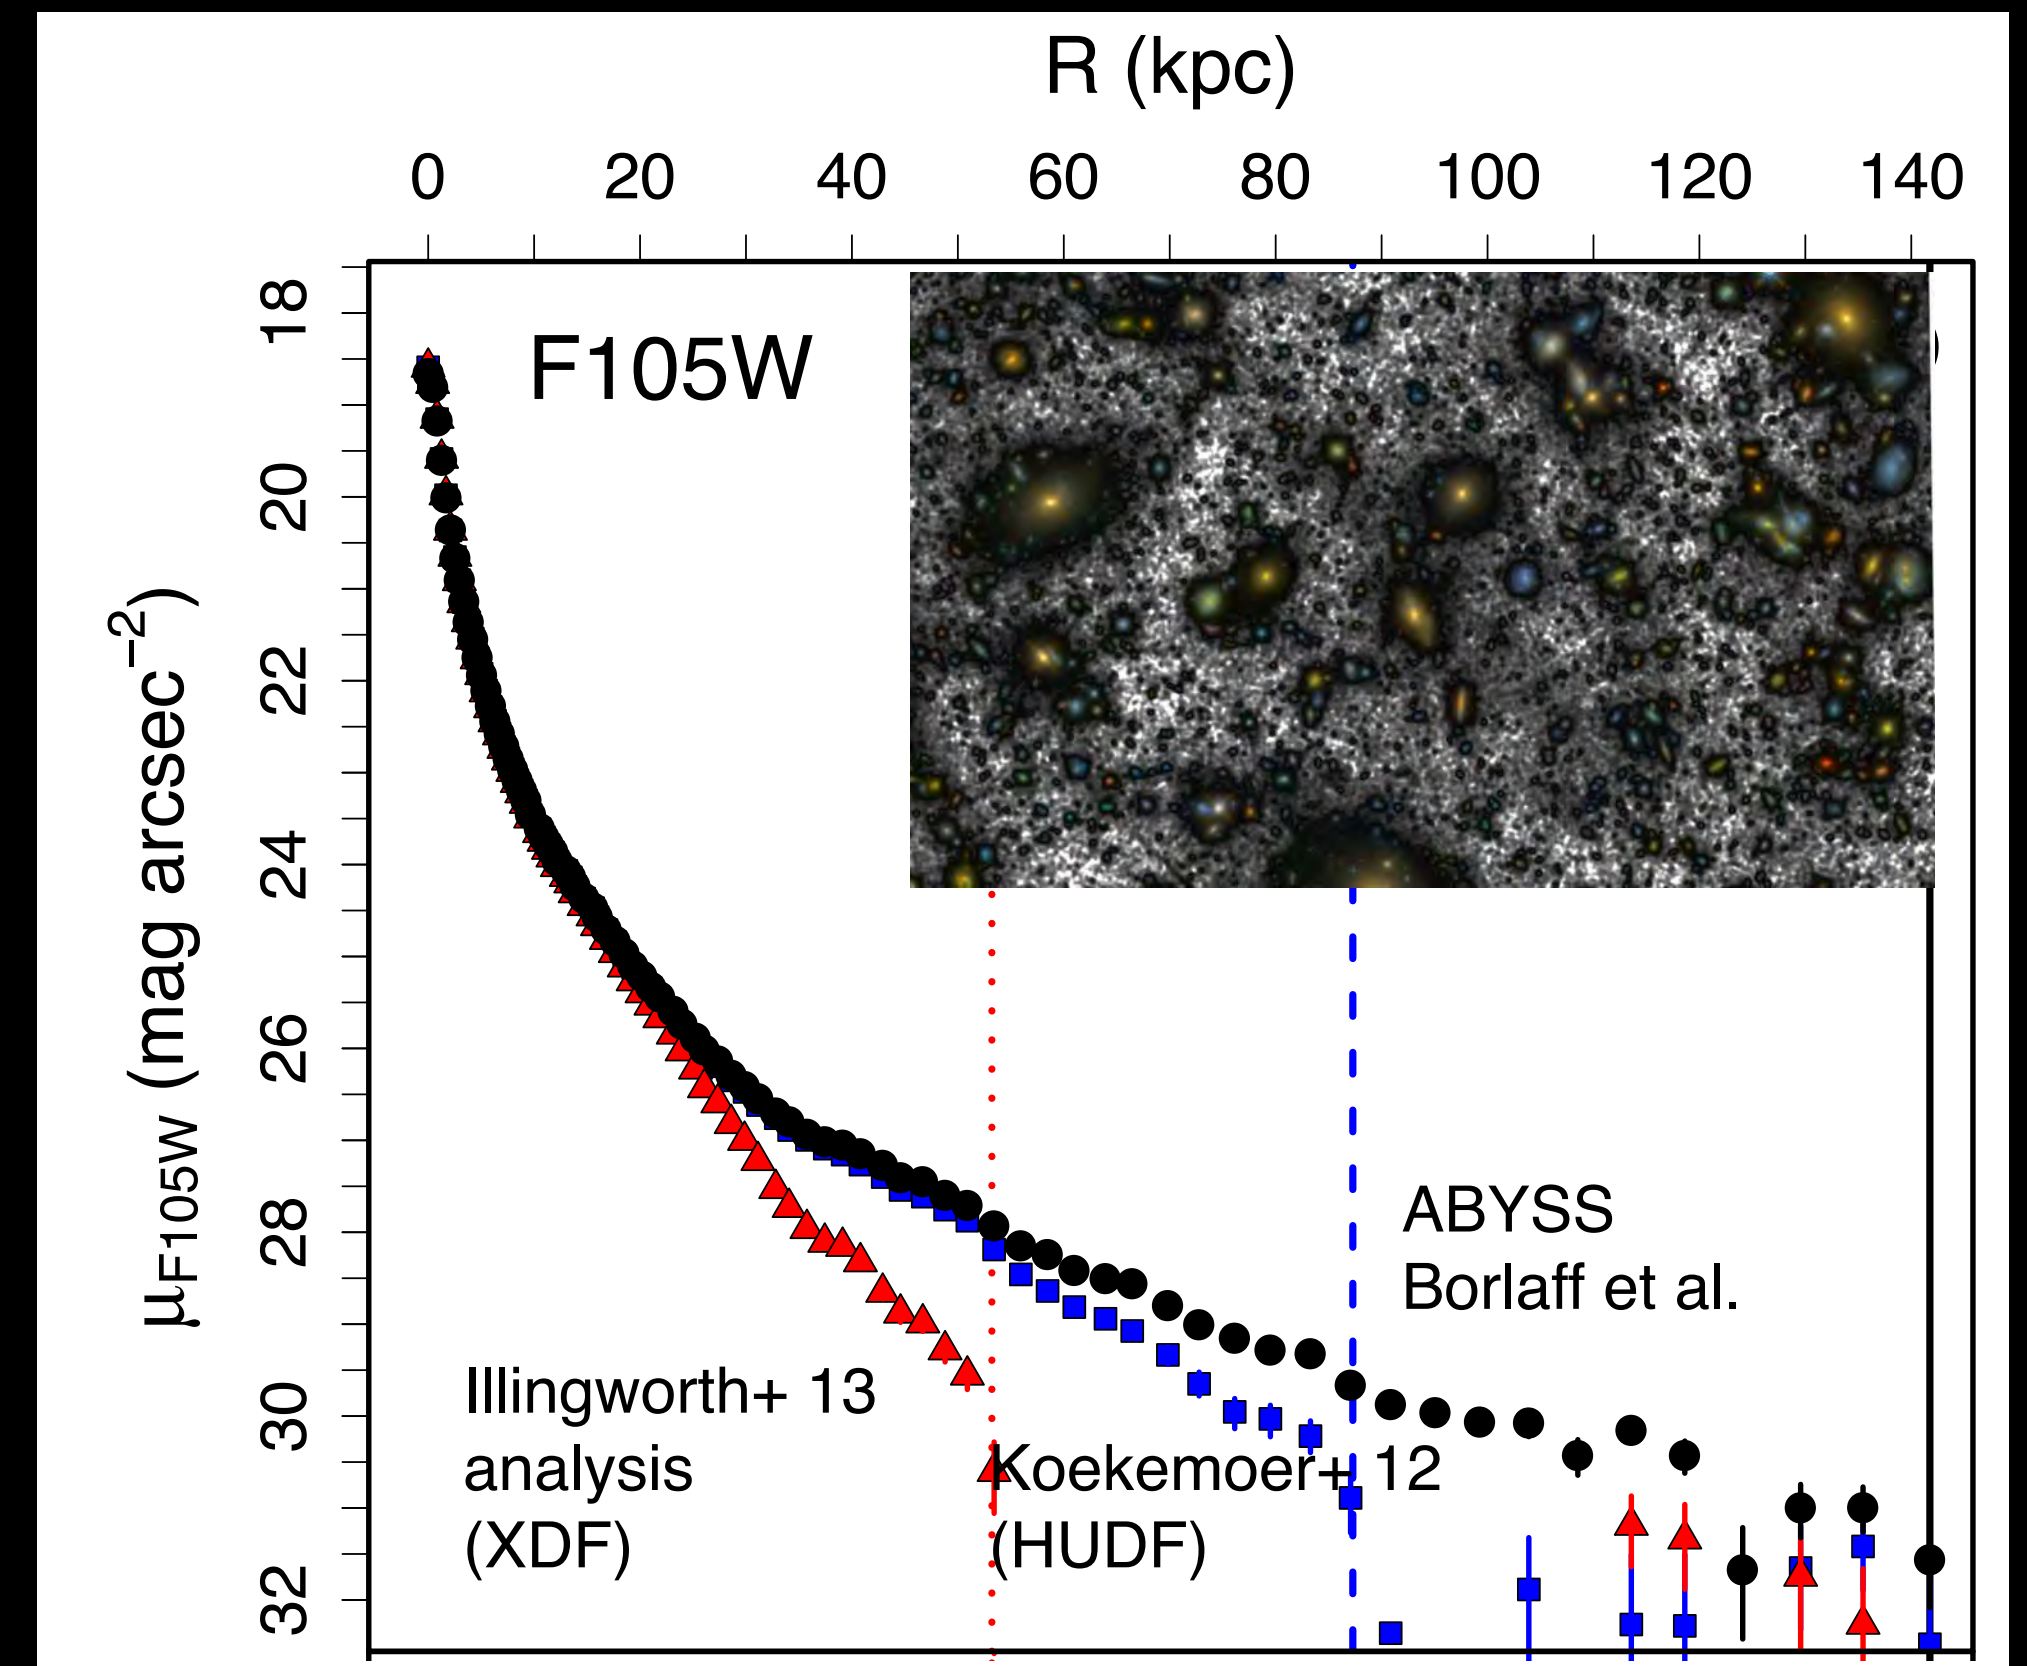 R (kpc)
0 20 40 60 80 100 120 140
F105W
18
20
22
24
26
28
30
32
μF105W (mag arcsec−2)
ABYSS
Borlaff et al.
Illingworth+ 13
analysis
(XDF)
Koekemoer+ 12
(HUDF)